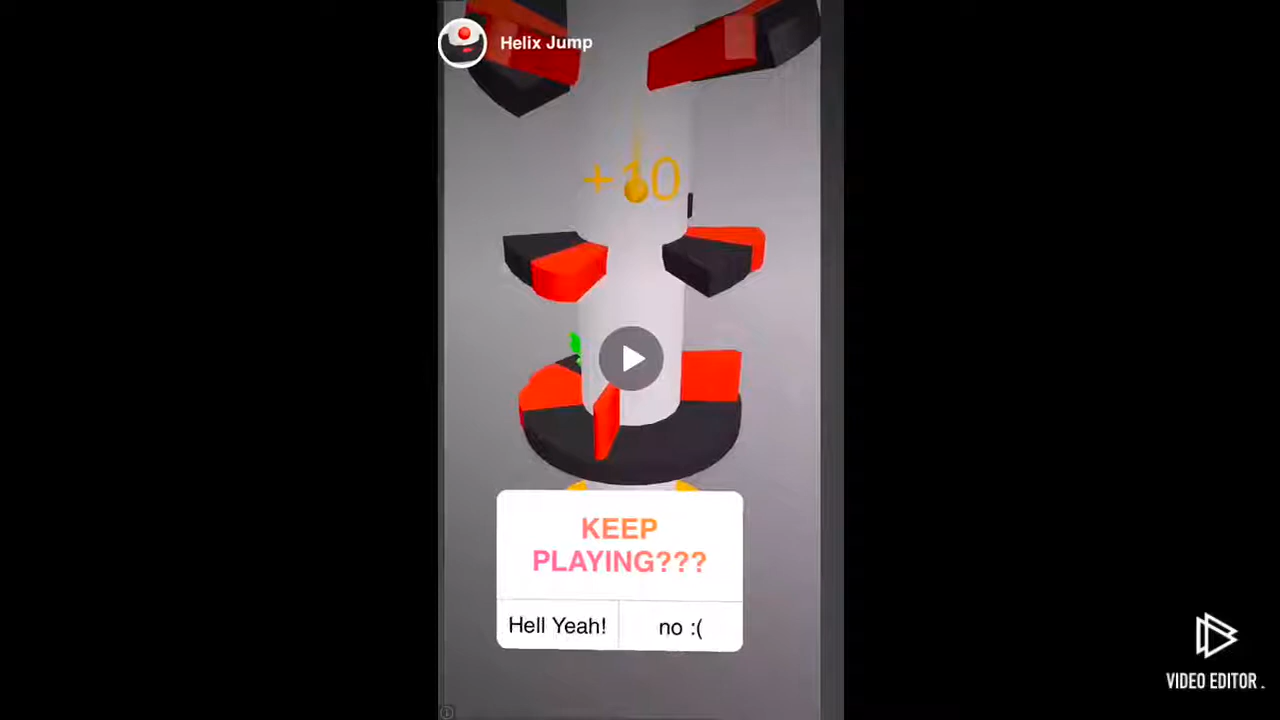 Helix Jump
+10
KEEP
PLAYING???
Hell Yeah!
no :(
VIDEO EDITOR .